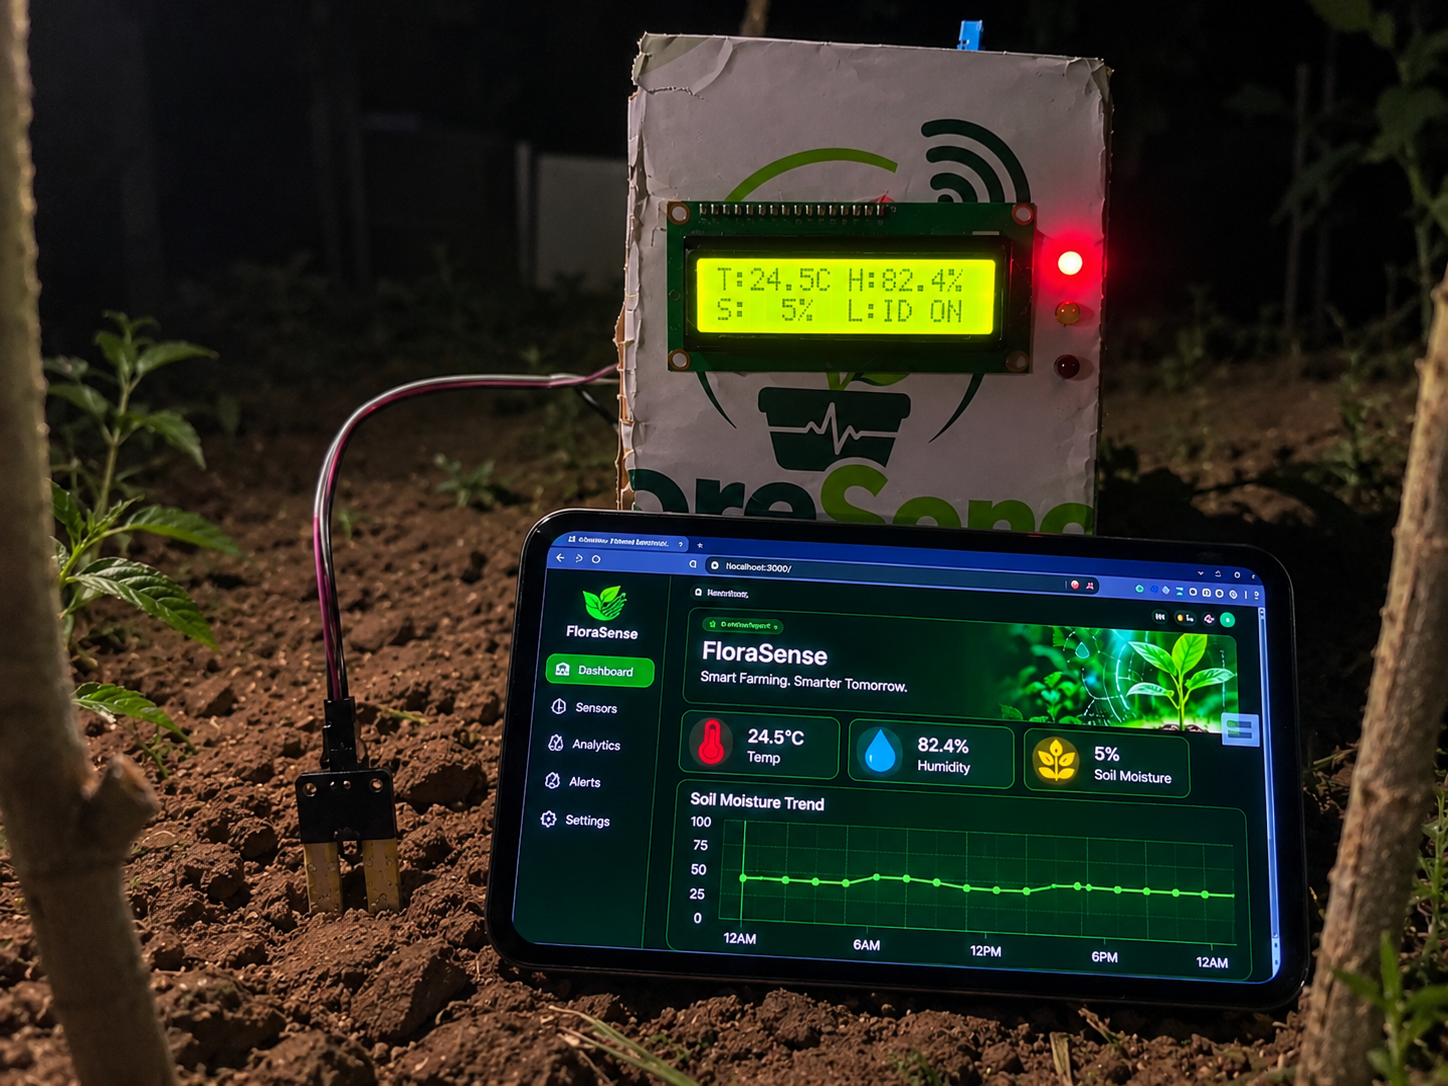 T:24.5C H:82.4%
S: 5% L:ID ON
oreSens
localhost:3000/
FloraSense
Dashboard
Sensors
Analytics
Alerts
Settings
FloraSense
Smart Farming. Smarter Tomorrow.
24.5°C
Temp
82.4%
Humidity
5%
Soil Moisture
Soil Moisture Trend
100
75
50
25
0
12AM
6AM
12PM
6PM
12AM